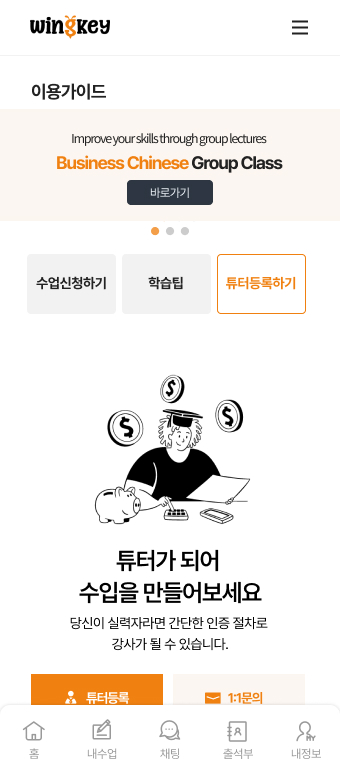 wingkey
이용가이드
Improve your skills through group lectures
Business Chinese Group Class
바로가기
수업신청하기 학습팁 튜터등록하기
$ $ $
튜터가 되어
수입을 만들어보세요
당신이 실력자라면 간단한 인증 절차로
강사가 될 수 있습니다.
튜터등록 1:1문의
홈 내수업 채팅 출석부 내정보